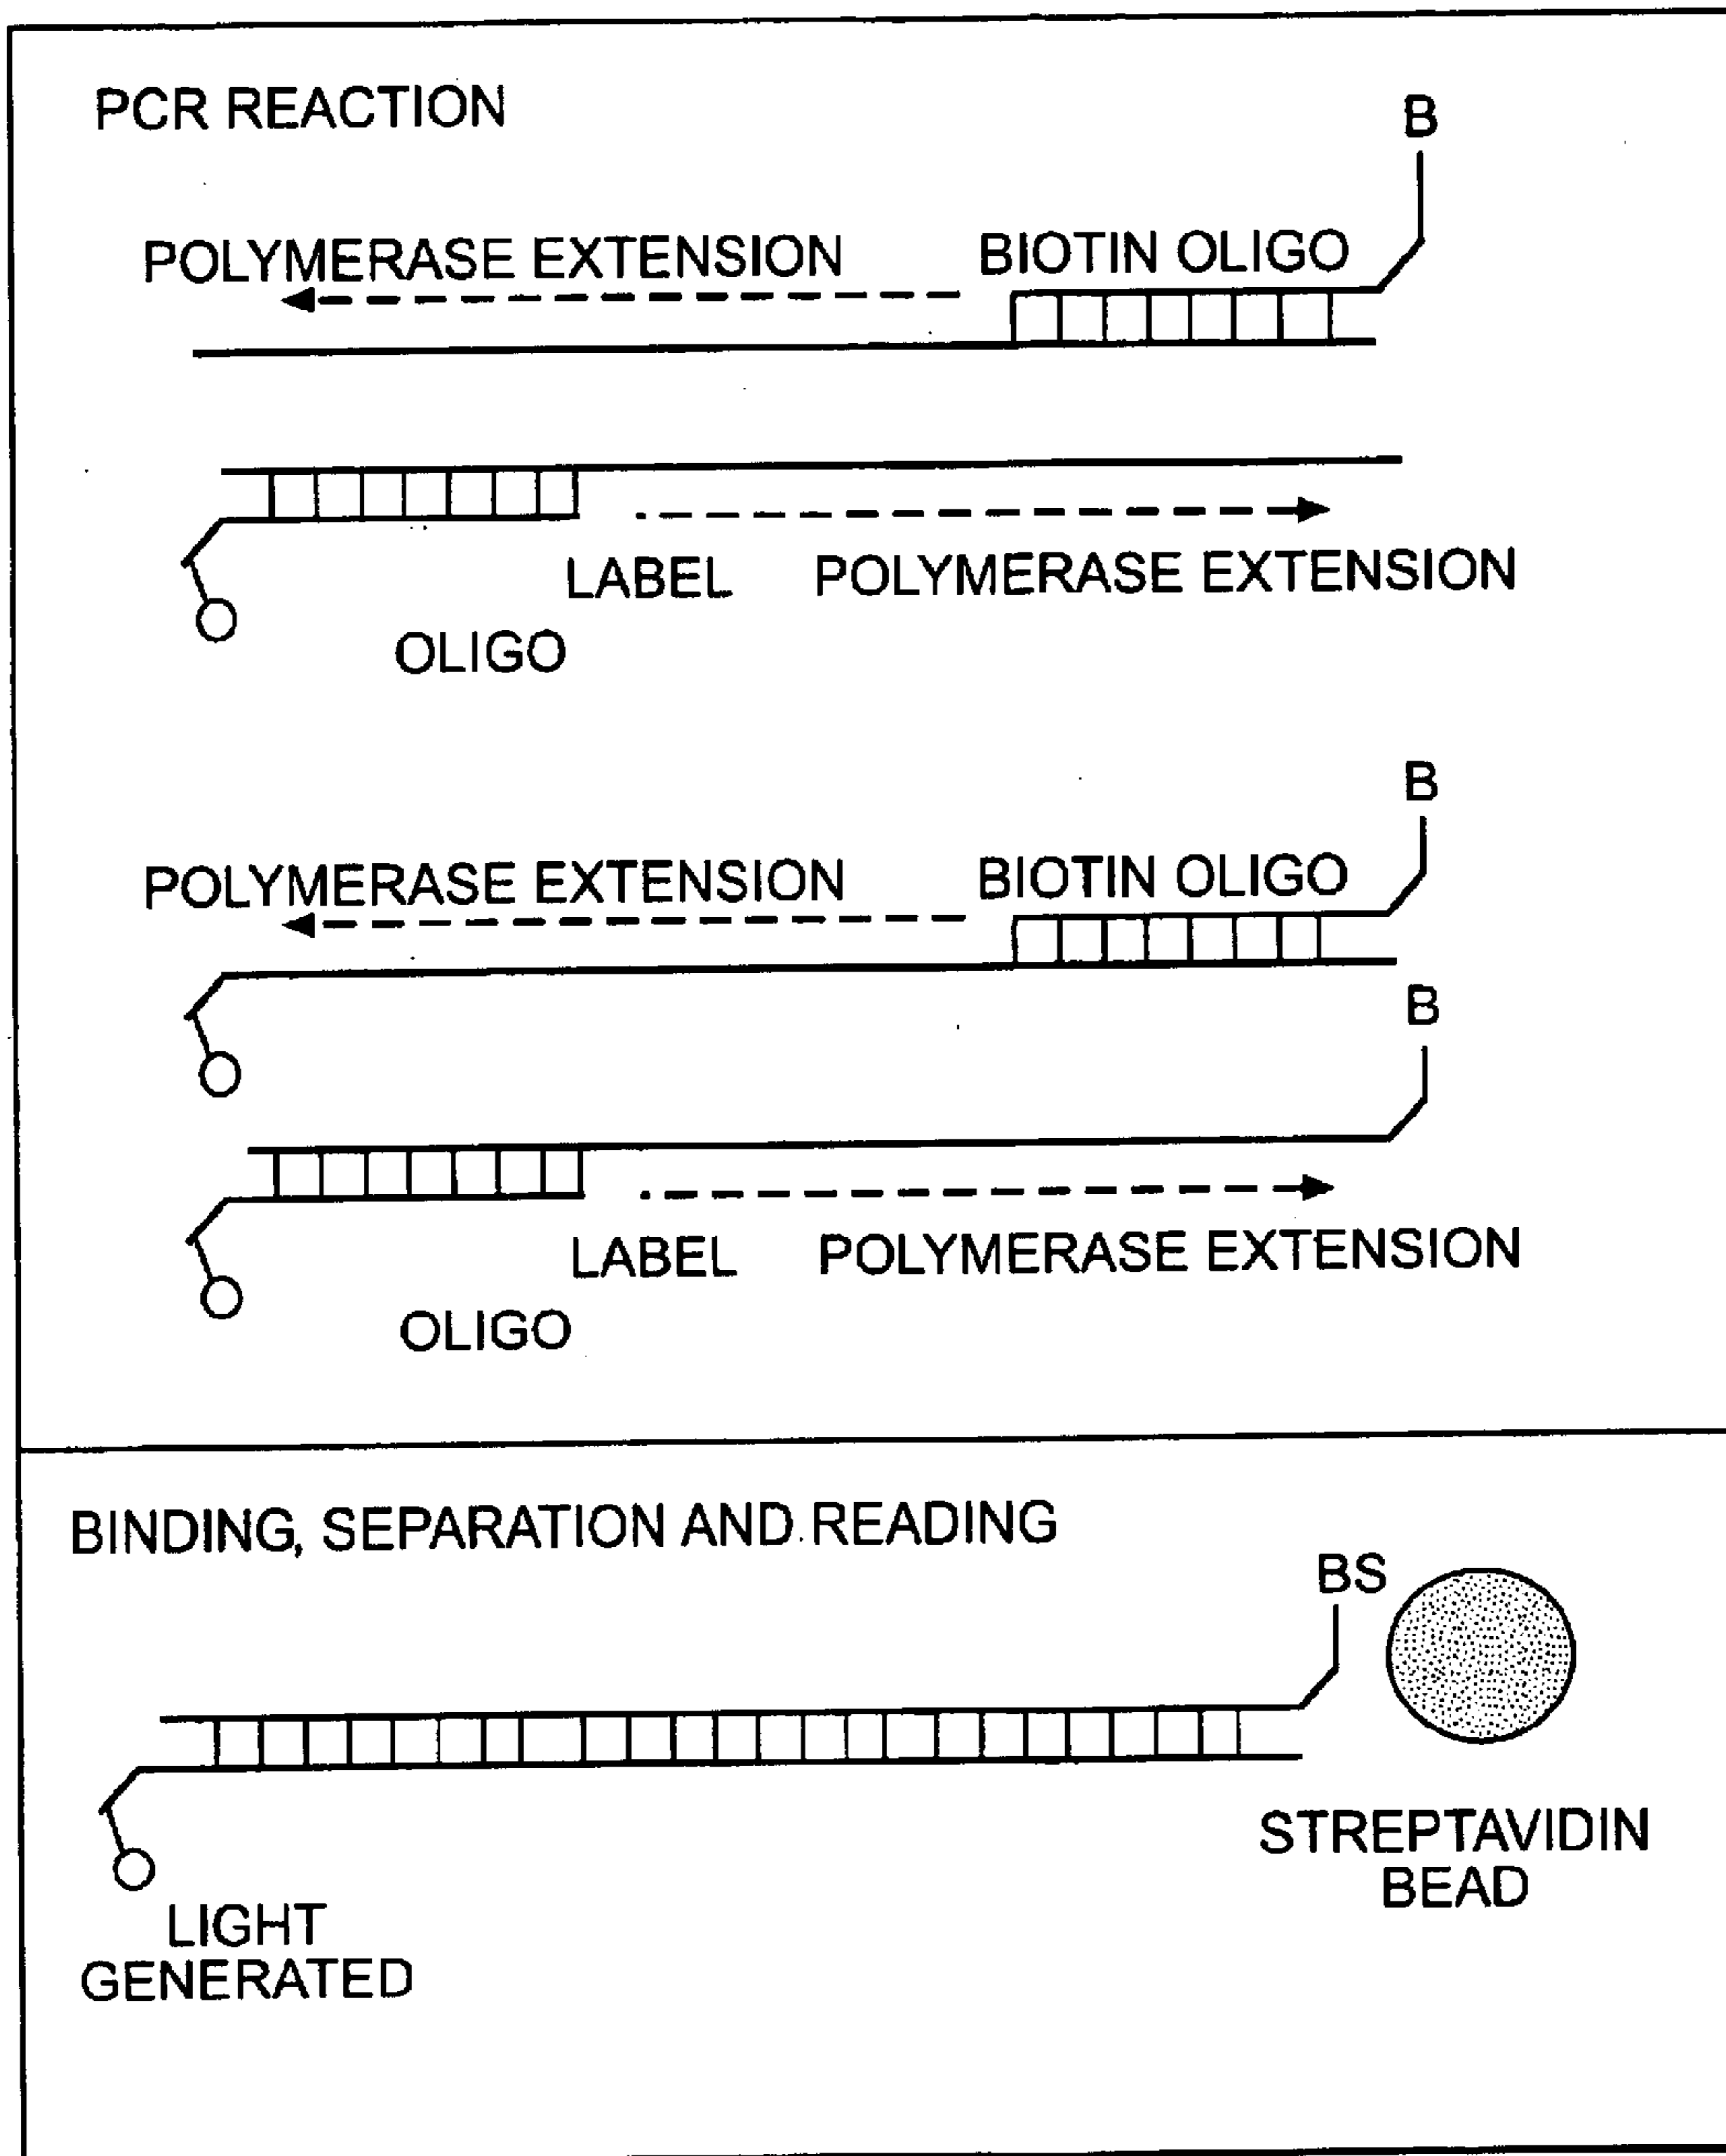 PCR REACTION
B
POLYMERASE EXTENSION BIOTIN OLIGO
LABEL POLYMERASE EXTENSION
OLIGO
B
POLYMERASE EXTENSION BIOTIN OLIGO
B
LABEL POLYMERASE EXTENSION
OLIGO
BINDING, SEPARATION AND READING
BS
STREPTAVIDIN
BEAD
LIGHT
GENERATED